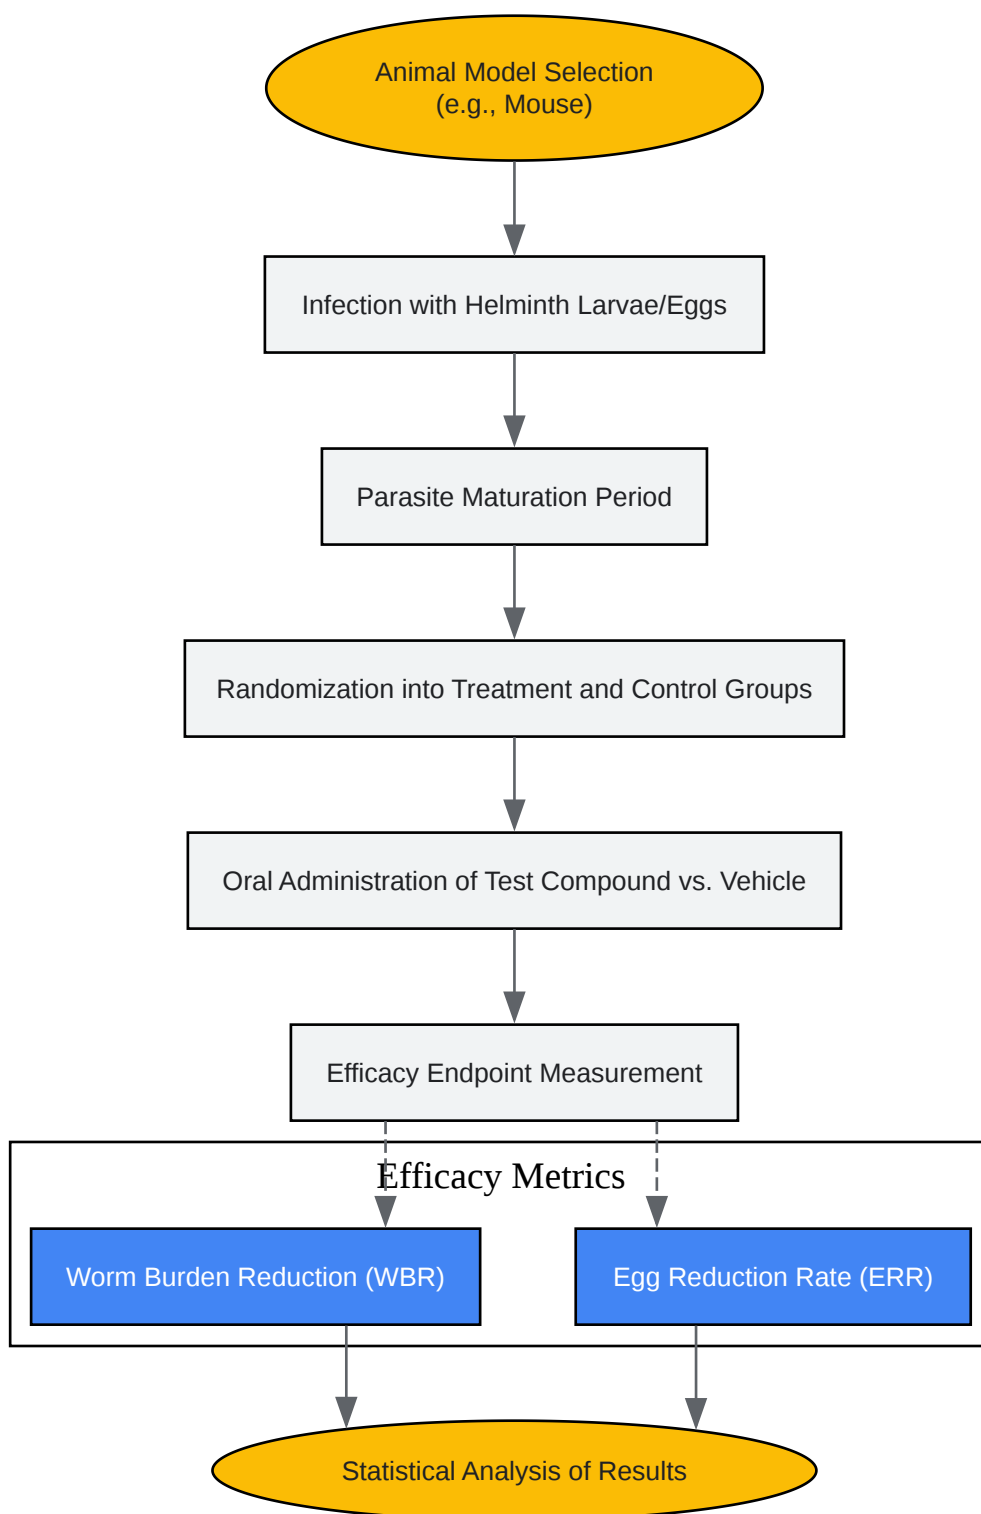 Animal Model Selection
(e.g., Mouse)
Infection with Helminth Larvae/Eggs
Parasite Maturation Period
Randomization into Treatment and Control Groups
Oral Administration of Test Compound vs. Vehicle
Efficacy Endpoint Measurement
Efficacy Metrics
Worm Burden Reduction (WBR)
Egg Reduction Rate (ERR)
Statistical Analysis of Results